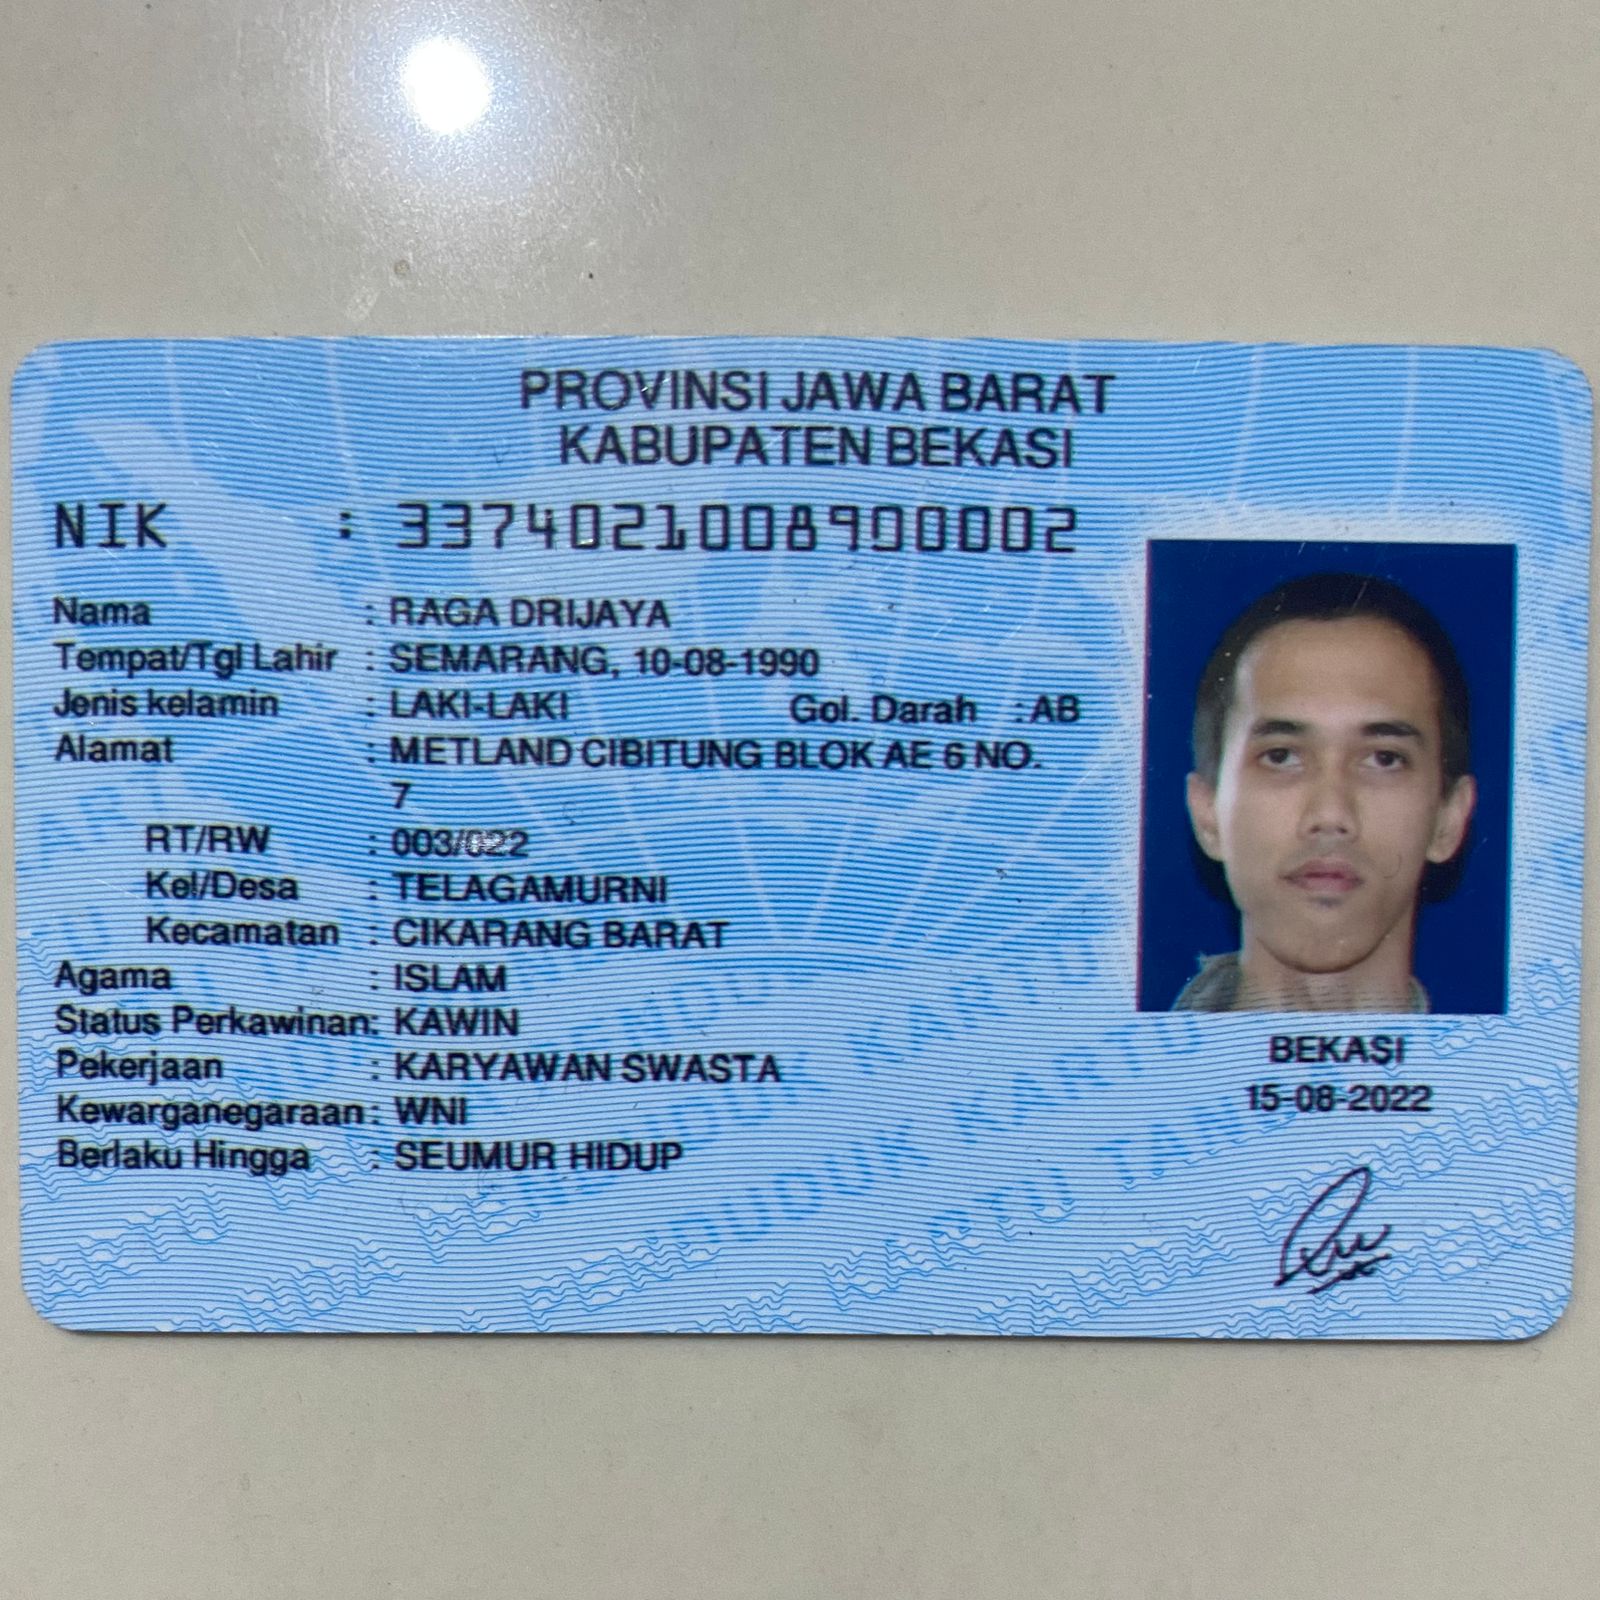 PROVINSI JAWA BARAT
KABUPATEN BEKASI
NIK : 3374021008900002
Nama : RAGA DRIJAYA
Tempat/Tgl Lahir : SEMARANG, 10-08-1990
Jenis kelamin : LAKI-LAKI Gol. Darah : AB
Alamat : METLAND CIBITUNG BLOK AE 6 NO.
7
RT/RW : 003/022
Kel/Desa : TELAGAMURNI
Kecamatan : CIKARANG BARAT
Agama : ISLAM
Status Perkawinan: KAWIN
Pekerjaan : KARYAWAN SWASTA
Kewarganegaraan: WNI
Berlaku Hingga : SEUMUR HIDUP
BEKASI
15-08-2022